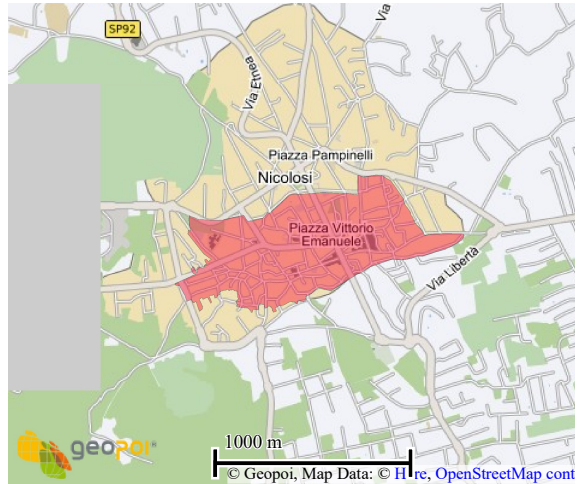 SP92
Via
Via Etnea
Piazza Pampinelli
Nicolosi
Piazza Vittorio
Emanuele
Via Libertà
geopoi®
1000 m
© Geopoi, Map Data: © Here, OpenStreetMap cont